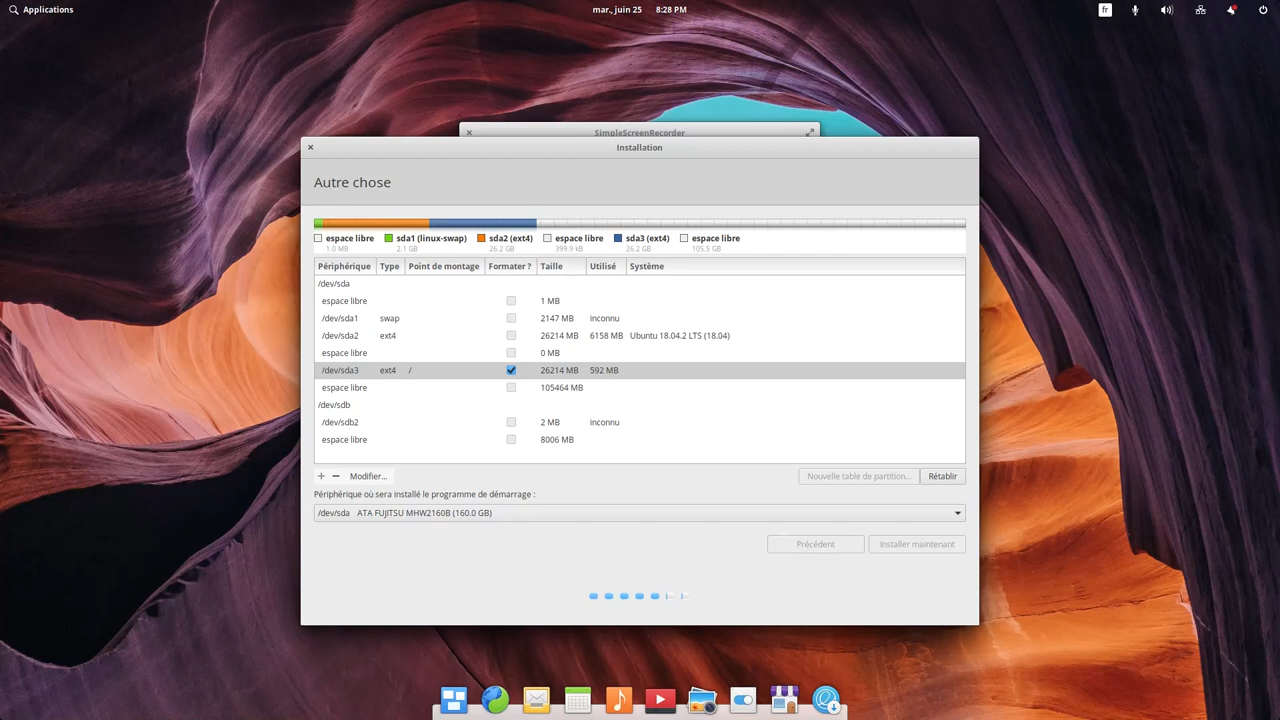 Applications mar., juin 25 8:28 PM fr
SimpleScreenRecorder
Installation
Autre chose
espace libre sda1 (linux-swap) sda2 (ext4) espace libre sda3 (ext4) espace libre
1.0 MB 2.1 GB 26.2 GB 399.9 kB 26.2 GB 105.5 GB
Périphérique Type Point de montage Formater ? Taille Utilisé Système
/dev/sda
espace libre 1 MB
/dev/sda1 swap 2147 MB inconnu
/dev/sda2 ext4 26214 MB 6158 MB Ubuntu 18.04.2 LTS (18.04)
espace libre 0 MB
/dev/sda3 ext4 / 26214 MB 592 MB
espace libre 105464 MB
/dev/sdb
/dev/sdb2 2 MB inconnu
espace libre 8006 MB
+ − Modifier... Nouvelle table de partition... Rétablir
Périphérique où sera installé le programme de démarrage :
/dev/sda ATA FUJITSU MHW2160B (160.0 GB)
Précédent Installer maintenant